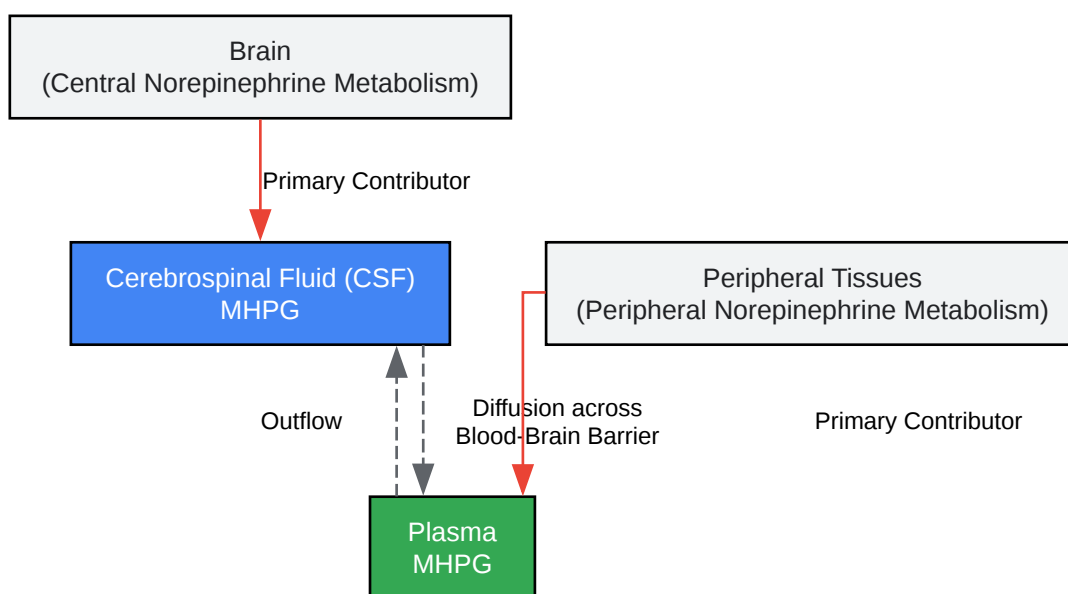 Brain
(Central Norepinephrine Metabolism)
Primary Contributor
Cerebrospinal Fluid (CSF)
MHPG
Peripheral Tissues
(Peripheral Norepinephrine Metabolism)
Outflow
Diffusion across
Blood-Brain Barrier
Primary Contributor
Plasma
MHPG